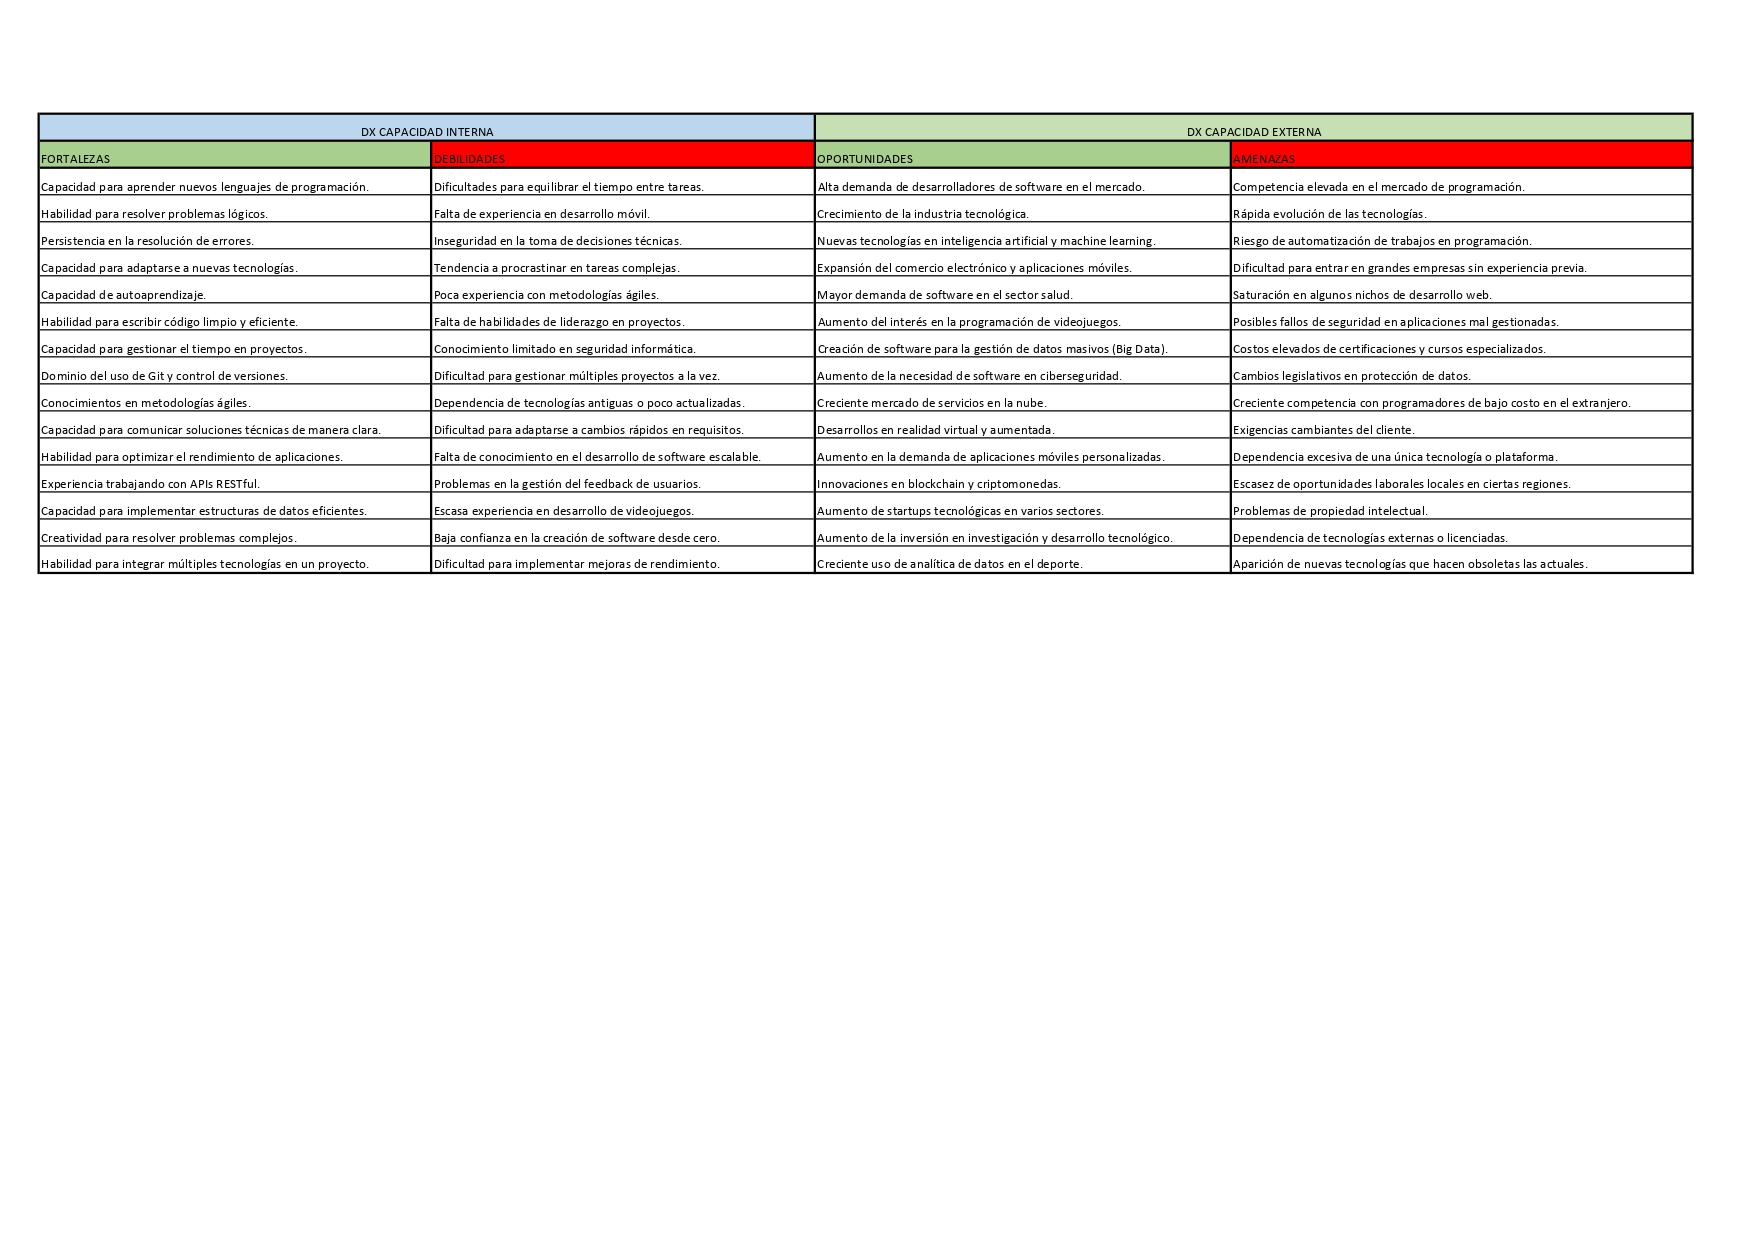 DX CAPACIDAD INTERNA DX CAPACIDAD EXTERNA
FORTALEZAS DEBILIDADES OPORTUNIDADES AMENAZAS
Capacidad para aprender nuevos lenguajes de programación. Dificultades para equilibrar el tiempo entre tareas. Alta demanda de desarrolladores de software en el mercado. Competencia elevada en el mercado de programación.
Habilidad para resolver problemas lógicos. Falta de experiencia en desarrollo móvil. Crecimiento de la industria tecnológica. Rápida evolución de las tecnologías.
Persistencia en la resolución de errores. Inseguridad en la toma de decisiones técnicas. Nuevas tecnologías en inteligencia artificial y machine learning. Riesgo de automatización de trabajos en programación.
Capacidad para adaptarse a nuevas tecnologías. Tendencia a procrastinar en tareas complejas. Expansión del comercio electrónico y aplicaciones móviles. Dificultad para entrar en grandes empresas sin experiencia previa.
Capacidad de autoaprendizaje. Poca experiencia con metodologías ágiles. Mayor demanda de software en el sector salud. Saturación en algunos nichos de desarrollo web.
Habilidad para escribir código limpio y eficiente. Falta de habilidades de liderazgo en proyectos. Aumento del interés en la programación de videojuegos. Posibles fallos de seguridad en aplicaciones mal gestionadas.
Capacidad para gestionar el tiempo en proyectos. Conocimiento limitado en seguridad informática. Creación de software para la gestión de datos masivos (Big Data). Costos elevados de certificaciones y cursos especializados.
Dominio del uso de Git y control de versiones. Dificultad para gestionar múltiples proyectos a la vez. Aumento de la necesidad de software en ciberseguridad. Cambios legislativos en protección de datos.
Conocimientos en metodologías ágiles. Dependencia de tecnologías antiguas o poco actualizadas. Creciente mercado de servicios en la nube. Creciente competencia con programadores de bajo costo en el extranjero.
Capacidad para comunicar soluciones técnicas de manera clara. Dificultad para adaptarse a cambios rápidos en requisitos. Desarrollos en realidad virtual y aumentada. Exigencias cambiantes del cliente.
Habilidad para optimizar el rendimiento de aplicaciones. Falta de conocimiento en el desarrollo de software escalable. Aumento en la demanda de aplicaciones móviles personalizadas. Dependencia excesiva de una única tecnología o plataforma.
Experiencia trabajando con APIs RESTful. Problemas en la gestión del feedback de usuarios. Innovaciones en blockchain y criptomonedas. Escasez de oportunidades laborales locales en ciertas regiones.
Capacidad para implementar estructuras de datos eficientes. Escasa experiencia en desarrollo de videojuegos. Aumento de startups tecnológicas en varios sectores. Problemas de propiedad intelectual.
Creatividad para resolver problemas complejos. Baja confianza en la creación de software desde cero. Aumento de la inversión en investigación y desarrollo tecnológico. Dependencia de tecnologías externas o licenciadas.
Habilidad para integrar múltiples tecnologías en un proyecto. Dificultad para implementar mejoras de rendimiento. Creciente uso de analítica de datos en el deporte. Aparición de nuevas tecnologías que hacen obsoletas las actuales.